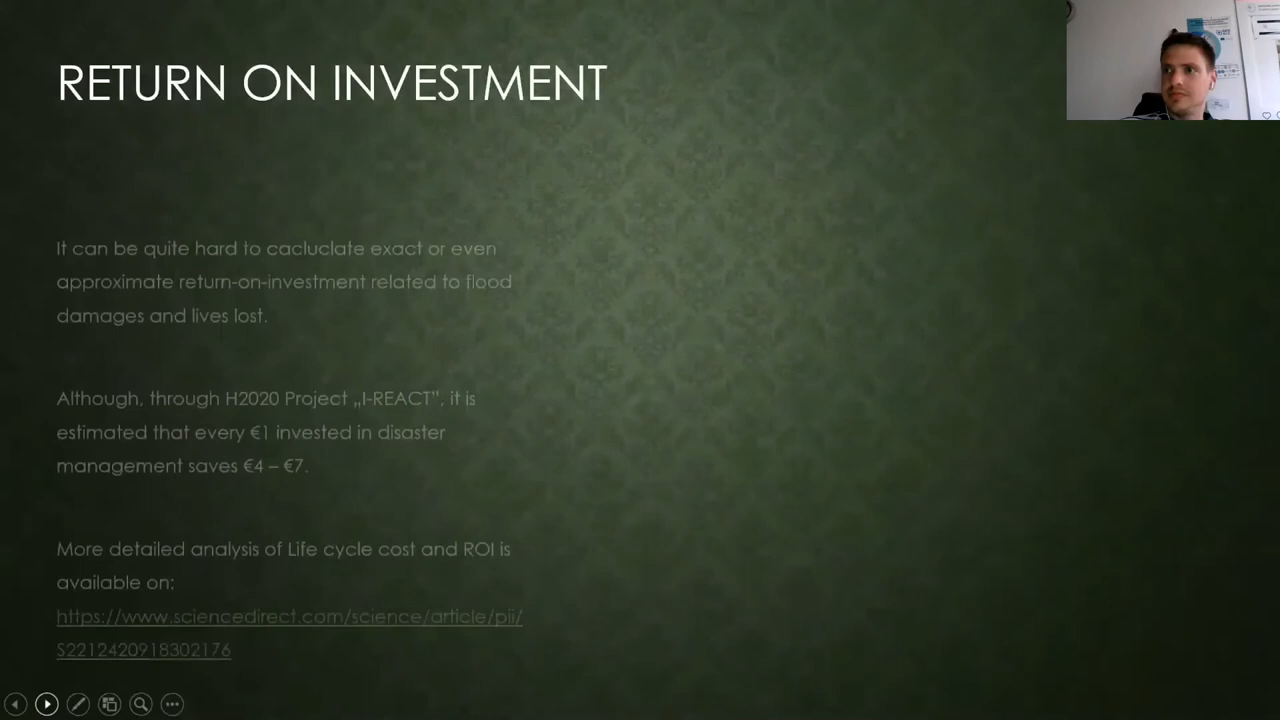 RETURN ON INVESTMENT
It can be quite hard to cacluclate exact or even
approximate return-on-investment related to flood
damages and lives lost.
Although, through H2020 Project „I-REACT”, it is
estimated that every €1 invested in disaster
management saves €4 – €7.
More detailed analysis of Life cycle cost and ROI is
available on:
https://www.sciencedirect.com/science/article/pii/
S2212420918302176